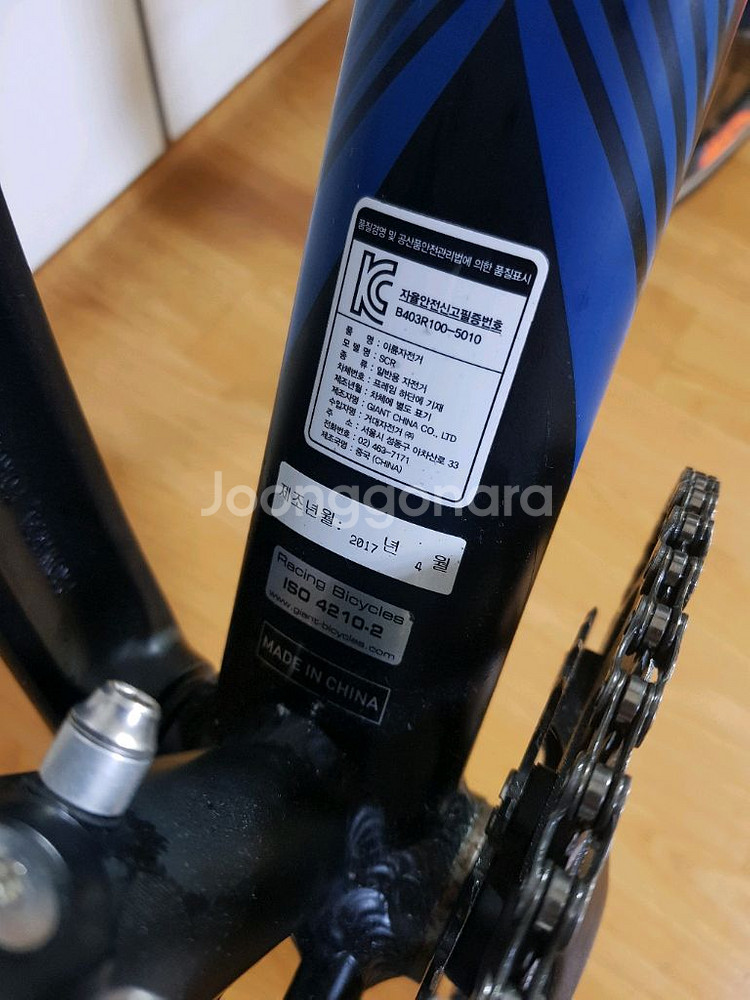 품질경영 및 공산품안전관리법에 의한 품질표시
KC
자율안전신고필증번호
B403R100-5010
품 명 : 이륜자전거
모 델 명 : SCR
종 류 : 일반용 자전거
차체번호 : 프레임 하단에 기재
제조년월 : 차체에 별도 표기
제조자명 : GIANT CHINA CO., LTD
수입자명 : 거대자전거 ㈜
주 소 : 서울시 성동구 아차산로 33
전화번호 : 02) 463-7171
제조국명 : 중국 (CHINA)
Joonggonara
제조년월 : 2017 년 4 월
Racing Bicycles
ISO 4210-2
www.giant-bicycles.com
MADE IN CHINA